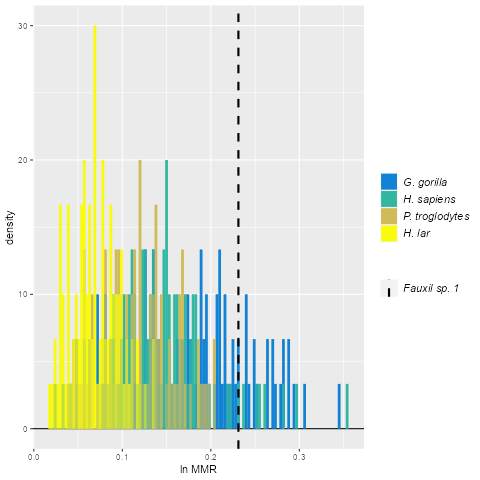 30
20
10
0
density
0.0 0.1 0.2 0.3
ln MMR
G. gorilla
H. sapiens
P. troglodytes
H. lar
Fauxil sp. 1